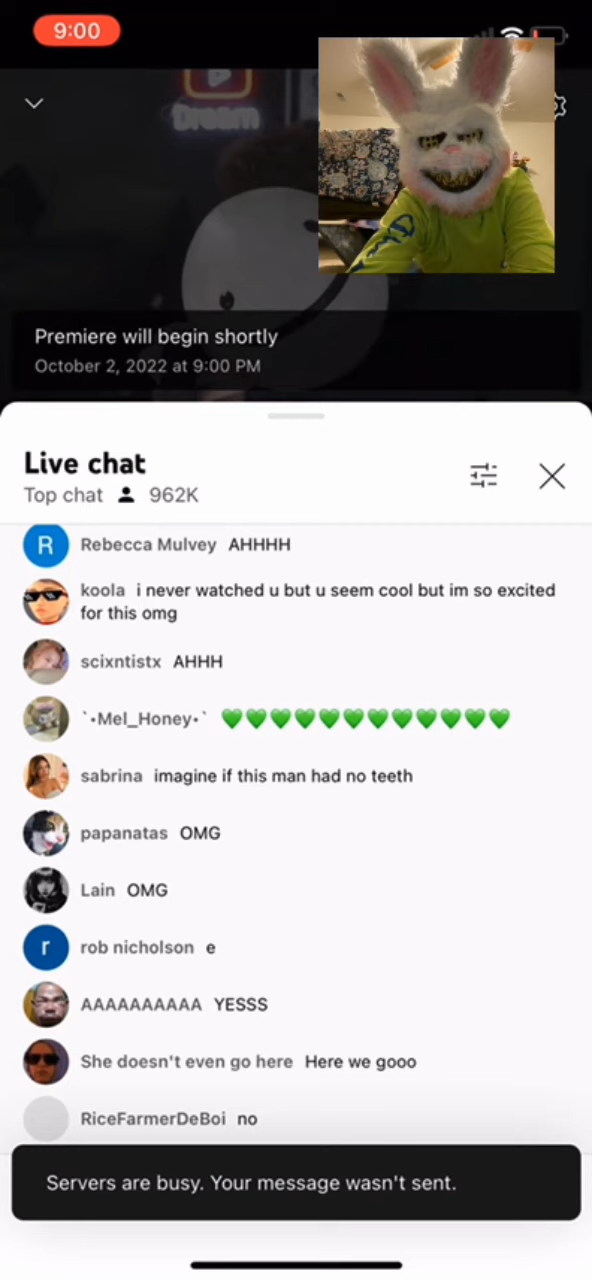 9:00
Dream
Premiere will begin shortly
October 2, 2022 at 9:00 PM
Live chat
Top chat 962K
R Rebecca Mulvey AHHHH
koola i never watched u but u seem cool but im so excited
for this omg
scixntistx AHHH
`•Mel_Honey•` 💚💚💚💚💚💚💚💚💚💚💚💚
sabrina imagine if this man had no teeth
papanatas OMG
Lain OMG
r rob nicholson e
AAAAAAAAAA YESSS
She doesn't even go here Here we gooo
RiceFarmerDeBoi no
Servers are busy. Your message wasn't sent.